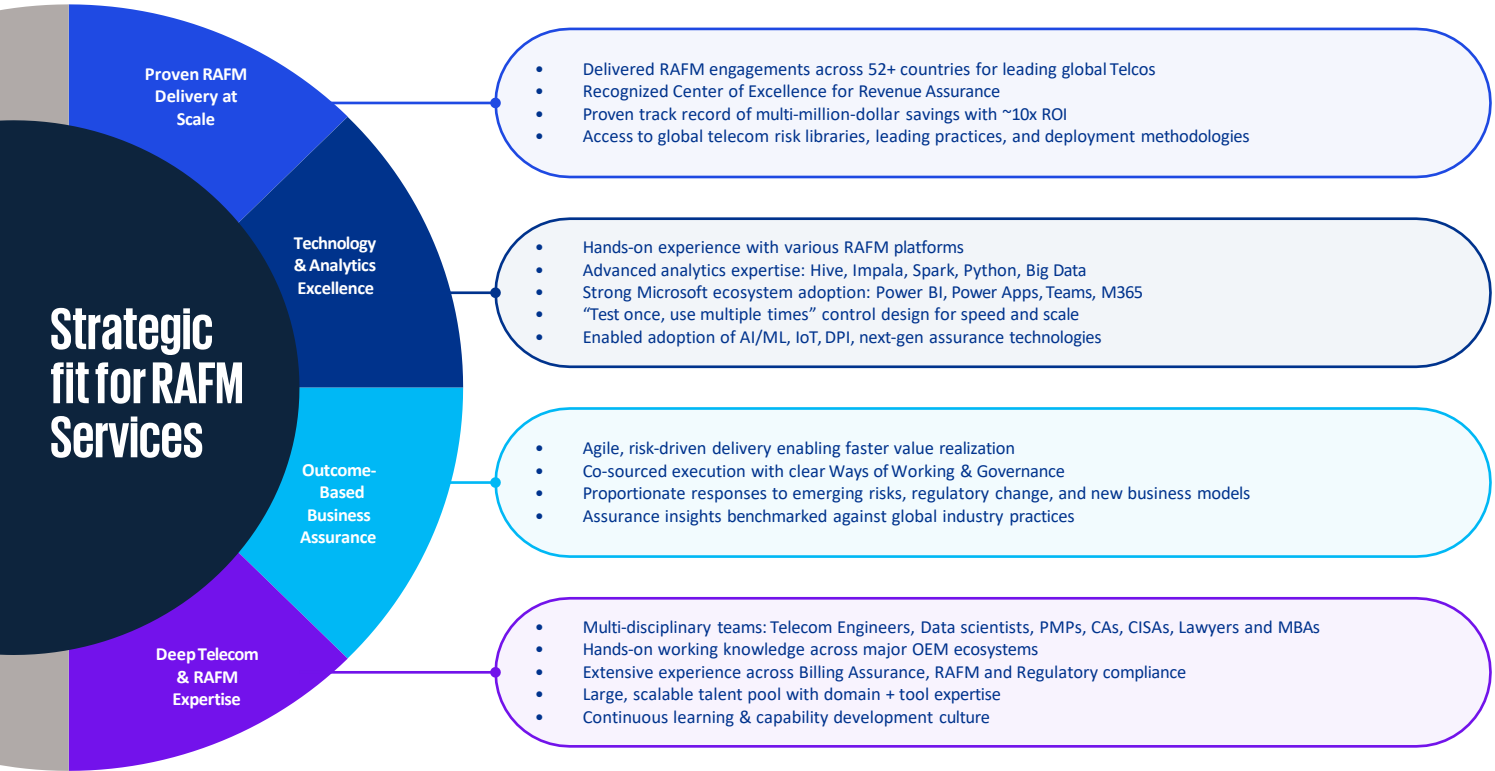 Strategic
fit for RAFM
Services
Proven RAFM
Delivery at
Scale
• Delivered RAFM engagements across 52+ countries for leading global Telcos
• Recognized Center of Excellence for Revenue Assurance
• Proven track record of multi-million-dollar savings with ~10x ROI
• Access to global telecom risk libraries, leading practices, and deployment methodologies
Technology
& Analytics
Excellence
• Hands-on experience with various RAFM platforms
• Advanced analytics expertise: Hive, Impala, Spark, Python, Big Data
• Strong Microsoft ecosystem adoption: Power BI, Power Apps, Teams, M365
• “Test once, use multiple times” control design for speed and scale
• Enabled adoption of AI/ML, IoT, DPI, next-gen assurance technologies
Outcome-
Based
Business
Assurance
• Agile, risk-driven delivery enabling faster value realization
• Co-sourced execution with clear Ways of Working & Governance
• Proportionate responses to emerging risks, regulatory change, and new business models
• Assurance insights benchmarked against global industry practices
Deep Telecom
& RAFM
Expertise
• Multi-disciplinary teams: Telecom Engineers, Data scientists, PMPs, CAs, CISAs, Lawyers and MBAs
• Hands-on working knowledge across major OEM ecosystems
• Extensive experience across Billing Assurance, RAFM and Regulatory compliance
• Large, scalable talent pool with domain + tool expertise
• Continuous learning & capability development culture